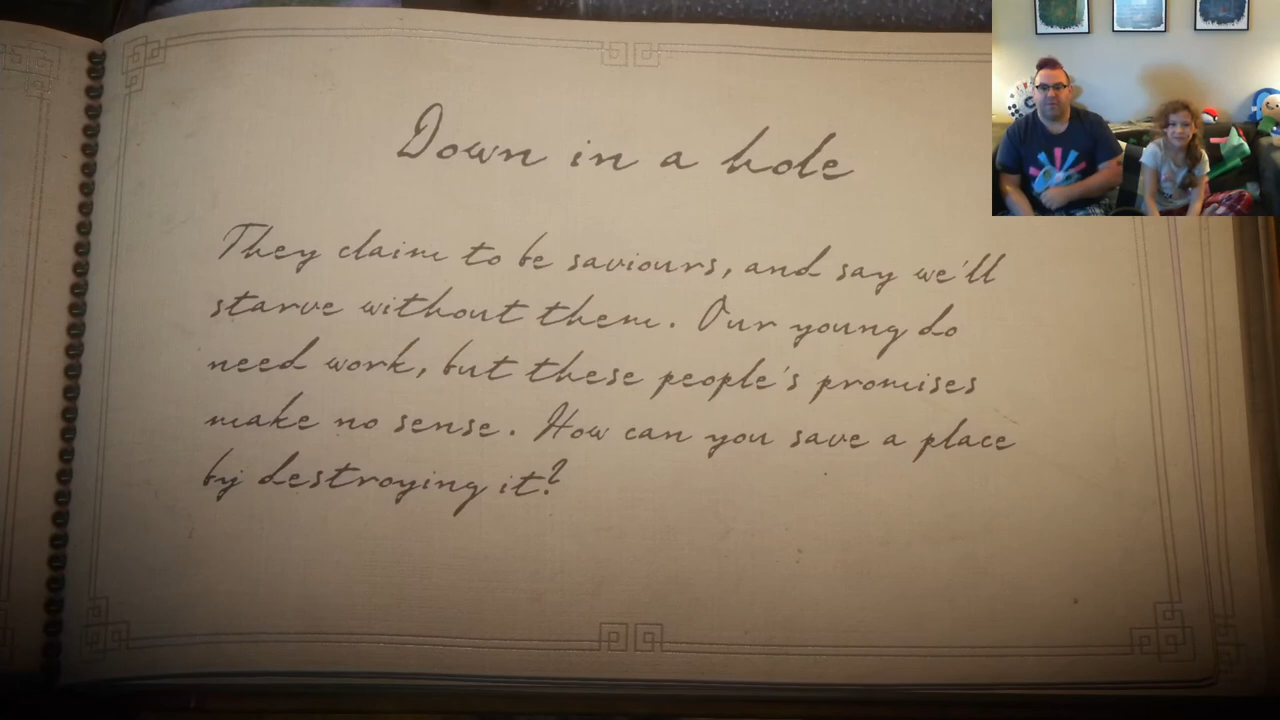 Down in a hole
They claim to be saviours, and say we'll
starve without them. Our young do
need work, but these people's promises
make no sense. How can you save a place
by destroying it?